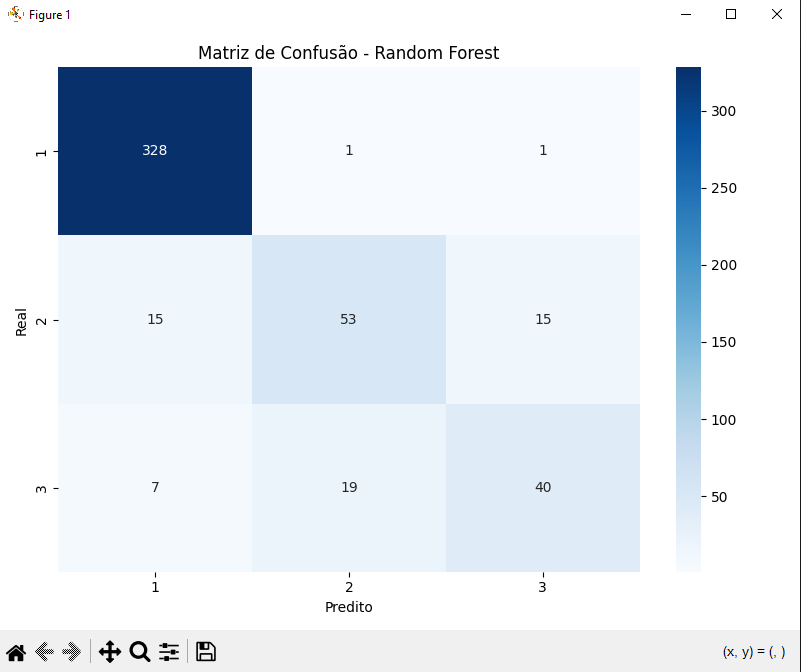 Figure 1
Matriz de Confusão - Random Forest
328 1 1
15 53 15
7 19 40
1 2 3
Predito
Real
1
2
3
300
250
200
150
100
50
(x, y) = (, )